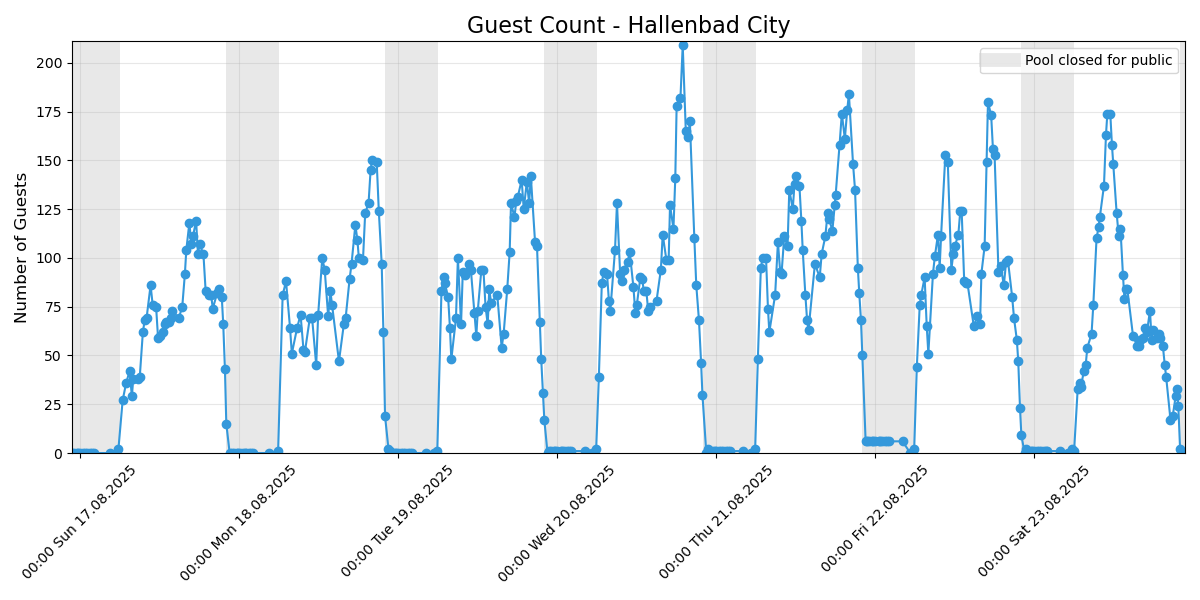 Guest Count - Hallenbad City
Pool closed for public
Number of Guests
200
175
150
125
100
75
50
25
0
00:00 Sun 17.08.2025
00:00 Mon 18.08.2025
00:00 Tue 19.08.2025
00:00 Wed 20.08.2025
00:00 Thu 21.08.2025
00:00 Fri 22.08.2025
00:00 Sat 23.08.2025